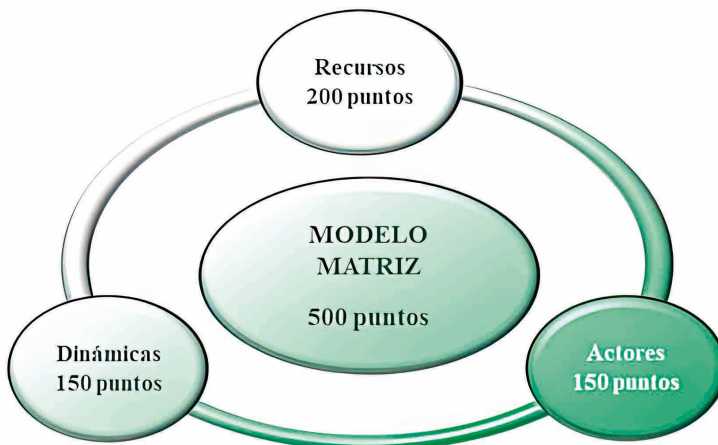 Recursos
200 puntos
MODELO
MATRIZ
500 puntos
Dinámicas
150 puntos
Actores
150 puntos